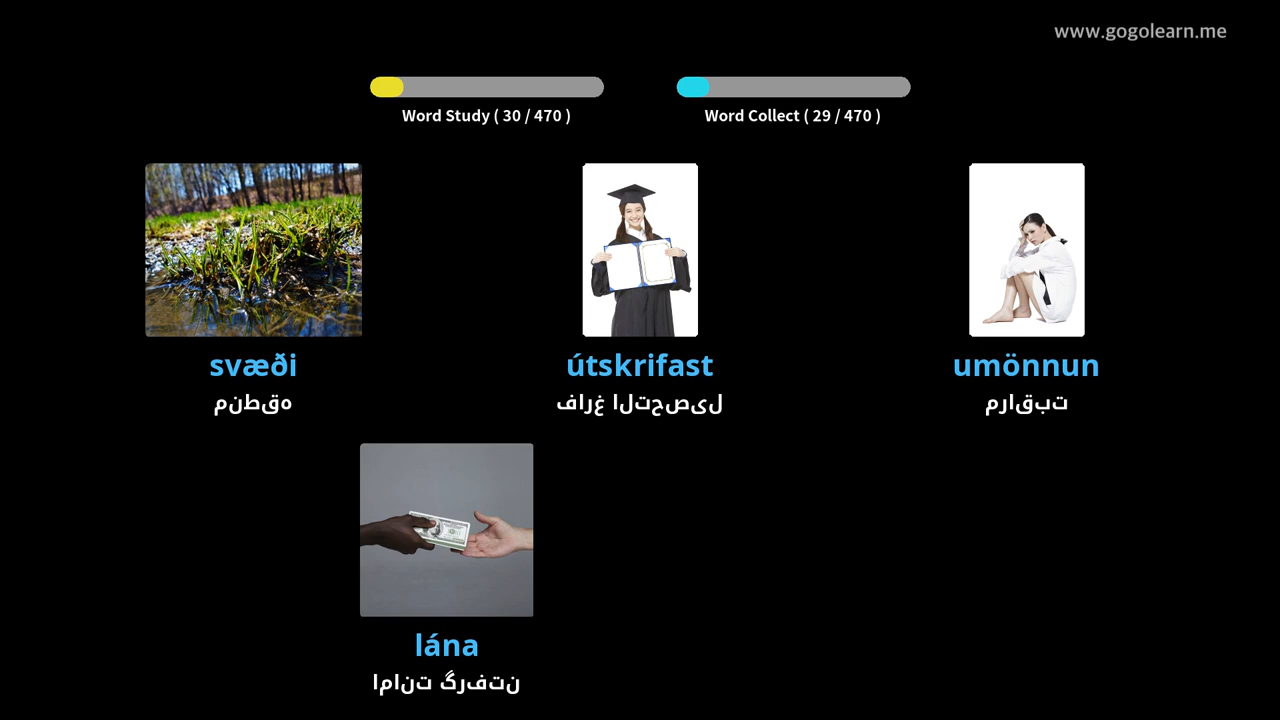 www.gogolearn.me
Word Study ( 30 / 470 )
Word Collect ( 29 / 470 )
svæði
منطقه
útskrifast
فارغ التحصیل
umönnun
مراقبت
lána
امانت گرفتن